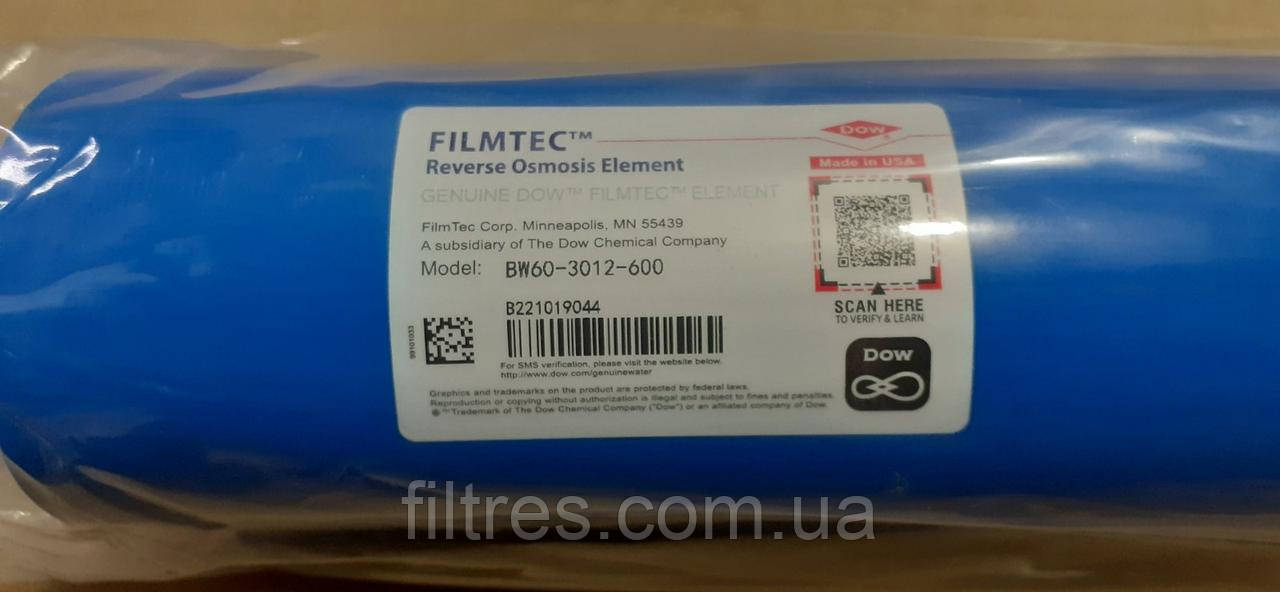 FILMTEC™
Reverse Osmosis Element
GENUINE DOW™ FILMTEC™ ELEMENT
FilmTec Corp. Minneapolis, MN 55439
A subsidiary of The Dow Chemical Company
Model: BW60-3012-600
B221019044
99101033
For SMS verification, please visit the website below.
http://www.dow.com/genuinewater
Graphics and trademarks on the product are protected by federal laws.
Reproduction or copying without authorization is illegal and subject to fines and penalties.
®™Trademark of The Dow Chemical Company ("Dow") or an affiliated company of Dow.
DOW
®
Made in USA
SCAN HERE
TO VERIFY & LEARN
DOW
filtres.com.ua